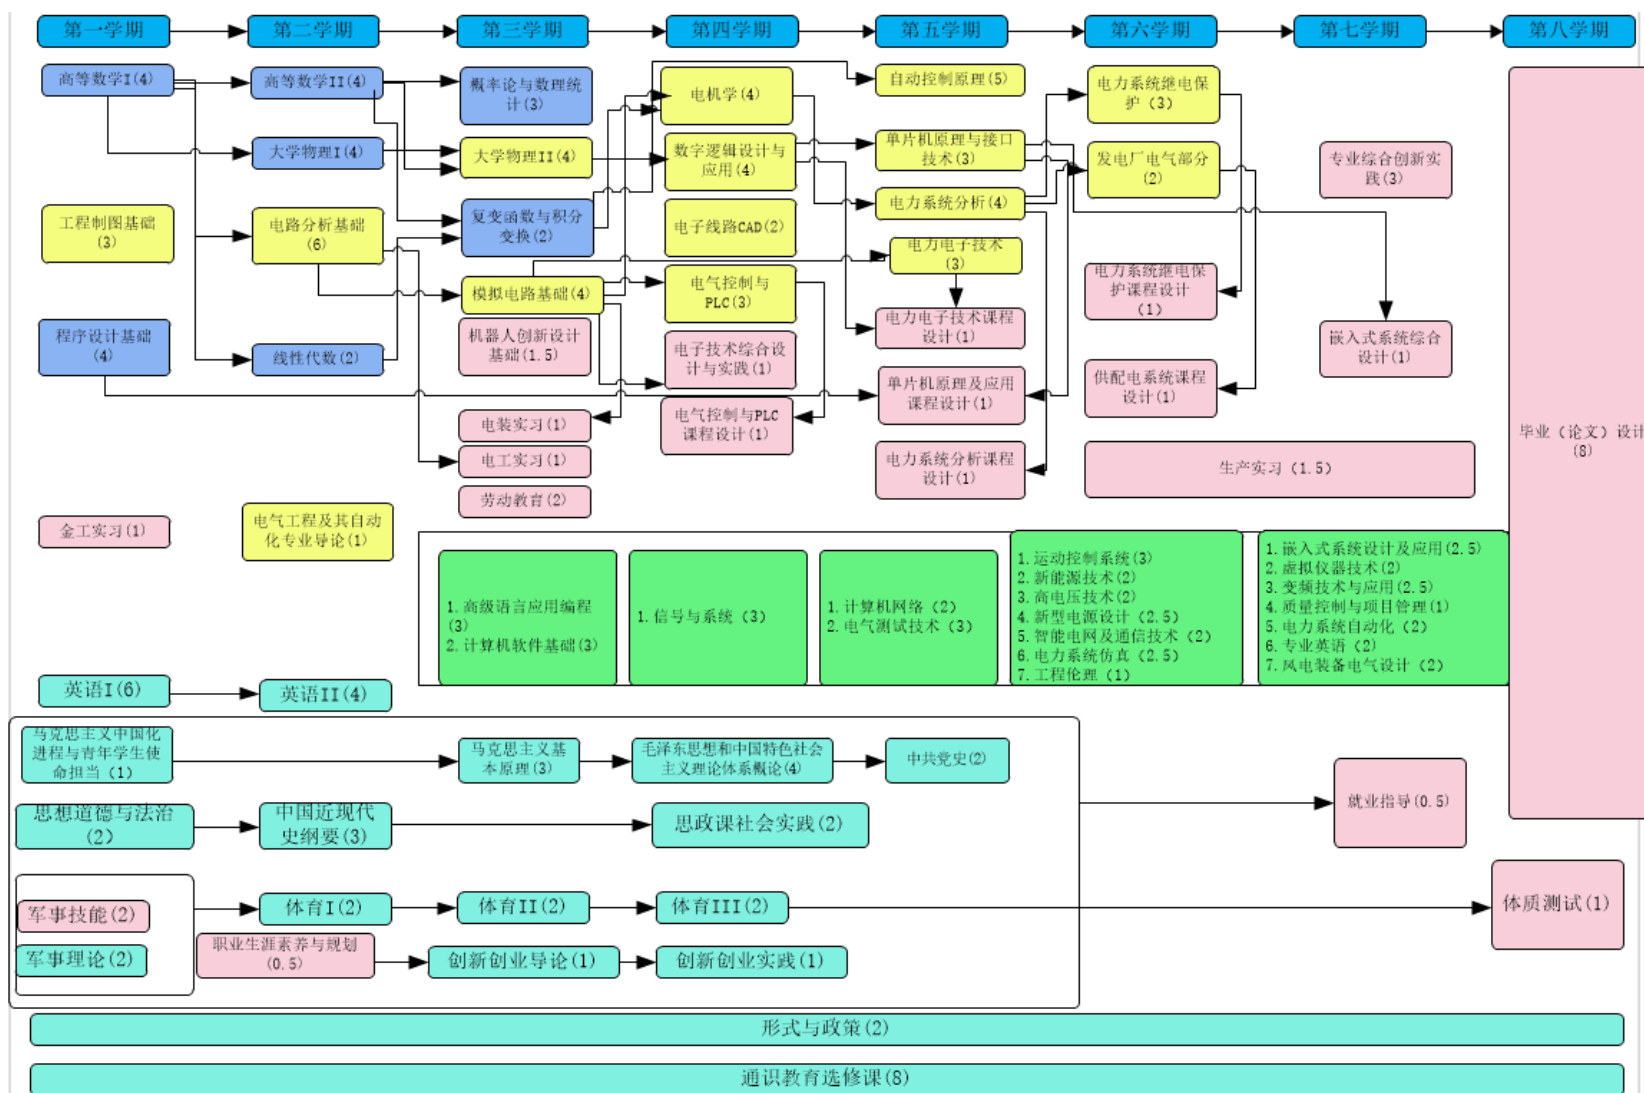 第一学期
第二学期
第三学期
第四学期
第五学期
第六学期
第七学期
第八学期
高等数学I(4)
高等数学II(4)
概率论与数理统
计(3)
电机学(4)
自动控制原理(5)
电力系统继电保
护（3）
大学物理I(4)
大学物理II(4)
数字逻辑设计与
应用(4)
单片机原理与接口
技术(3)
发电厂电气部分
(2)
专业综合创新实
践(3)
工程制图基础
(3)
电路分析基础
(6)
复变函数与积分
变换(2)
电子线路CAD(2)
电力系统分析(4)
电力电子技术
(3)
模拟电路基础(4)
电气控制与
PLC(3)
电力系统继电保
护课程设计
(1)
程序设计基础
(4)
线性代数(2)
机器人创新设计
基础(1.5)
电子技术综合设
计与实践(1)
电力电子技术课程
设计(1)
嵌入式系统综合
设计(1)
单片机原理及应用
课程设计(1)
供配电系统课程
设计(1)
电装实习(1)
电气控制与PLC
课程设计(1)
电工实习(1)
电力系统分析课程
设计(1)
生产实习（1.5）
毕业（论文）设计
(8)
劳动教育(2)
金工实习(1)
电气工程及其自动
化专业导论(1)
1.高级语言应用编程
(3)
2.计算机软件基础(3)
1.信号与系统（3）
1.计算机网络（2）
2.电气测试技术（3）
1.运动控制系统(3)
2.新能源技术(2)
3.高电压技术(2)
4.新型电源设计（2.5）
5.智能电网及通信技术（2）
6.电力系统仿真（2.5）
7.工程伦理（1）
1.嵌入式系统设计及应用(2.5)
2.虚拟仪器技术(2)
3.变频技术与应用(2.5)
4.质量控制与项目管理(1)
5.电力系统自动化（2）
6.专业英语（2）
7.风电装备电气设计（2）
英语I(6)
英语II(4)
马克思主义中国化
进程与青年学生使
命担当（1）
马克思主义基
本原理(3)
毛泽东思想和中国特色社会
主义理论体系概论(4)
中共党史(2)
就业指导(0.5)
思想道德与法治
(2)
中国近现代
史纲要(3)
思政课社会实践(2)
军事技能(2)
体育I(2)
体育II(2)
体育III(2)
体质测试(1)
军事理论(2)
职业生涯素养与规划
(0.5)
创新创业导论(1)
创新创业实践(1)
形式与政策(2)
通识教育选修课(8)